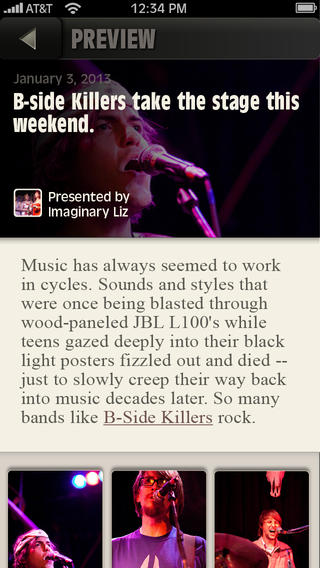 AT&T 12:34 PM
PREVIEW
January 3, 2013
B-side Killers take the stage this
weekend.
Presented by
Imaginary Liz
Music has always seemed to work
in cycles. Sounds and styles that
were once being blasted through
wood-paneled JBL L100's while
teens gazed deeply into their black
light posters fizzled out and died --
just to slowly creep their way back
into music decades later. So many
bands like B-Side Killers rock.